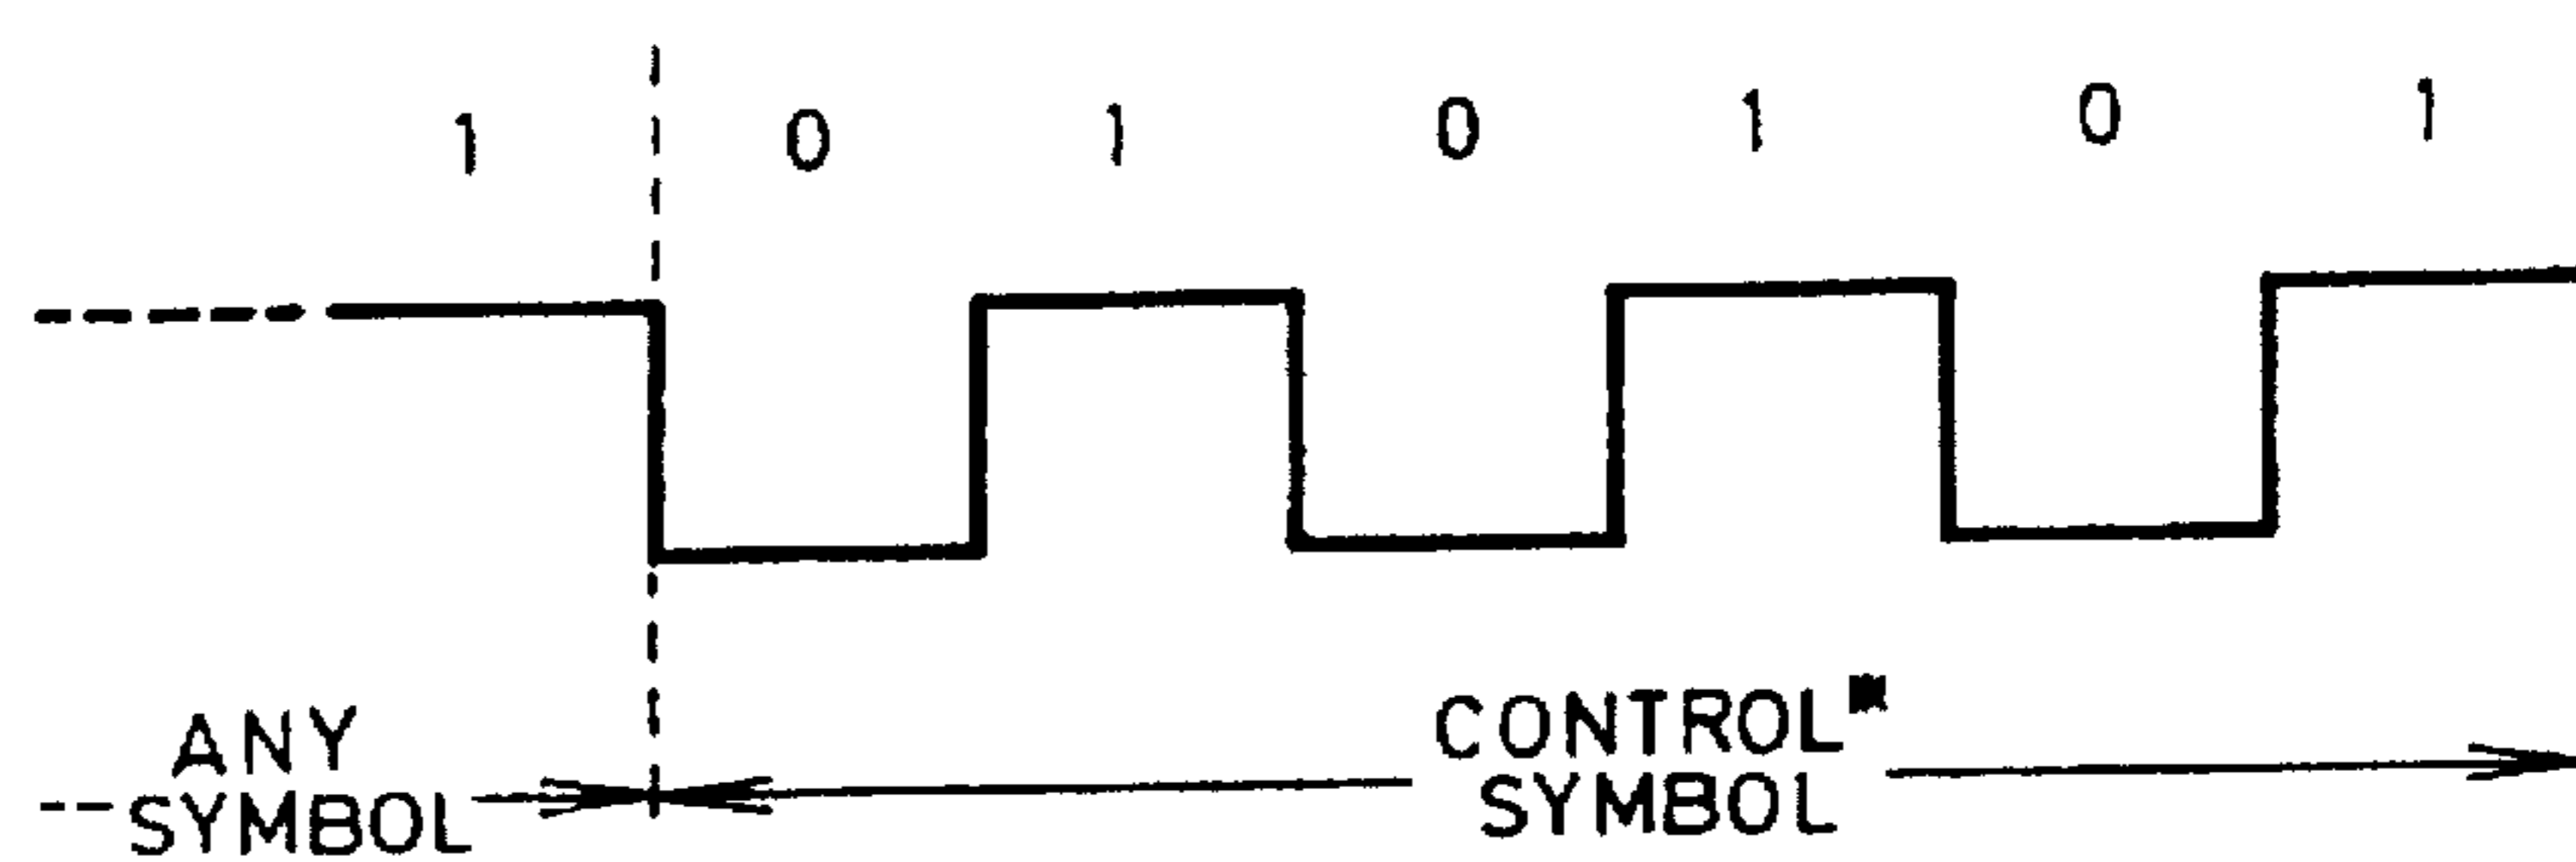 1 0 1 0 1 0 1
ANY
SYMBOL
CONTROL*
SYMBOL